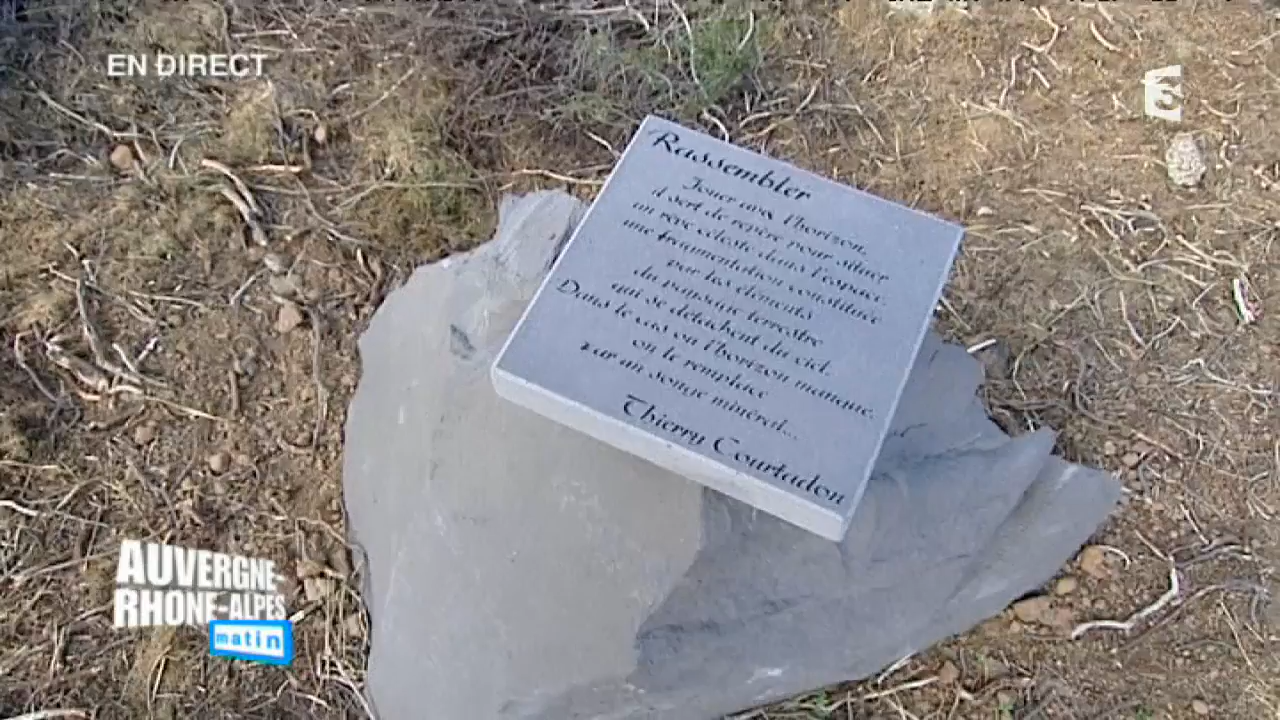 EN DIRECT
5
Rassembler
Jouer avec l'horizon,
il sert de repère pour situer
un rêve céleste dans l'espace,
une fragmentation constituée
par les éléments
du paysage terrestre
qui se détachent du ciel.
Dans le cas où l'horizon manque,
on le remplace
par un songe minéral...
Thierry Courtadon
AUVERGNE-
RHONE-ALPES
matin